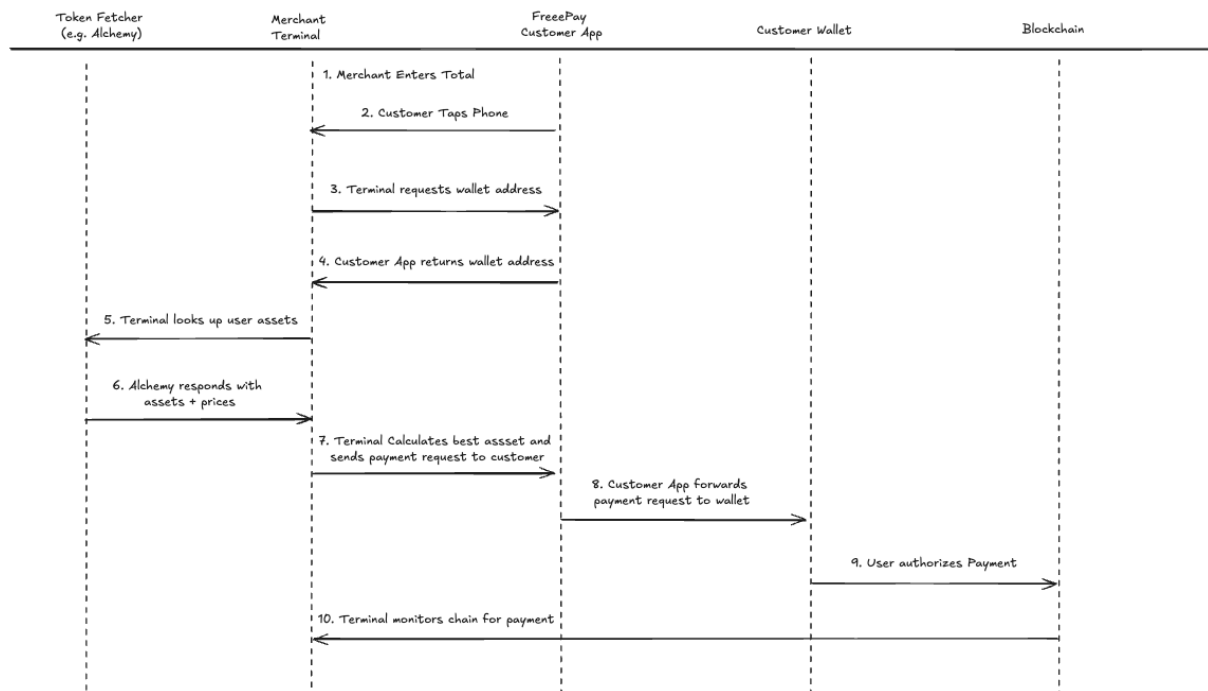 Token Fetcher
(e.g. Alchemy)
Merchant
Terminal
FreeePay
Customer App
Customer Wallet
Blockchain
1. Merchant Enters Total
2. Customer Taps Phone
3. Terminal requests wallet address
4. Customer App returns wallet address
5. Terminal looks up user assets
6. Alchemy responds with
assets + prices
7. Terminal Calculates best assset and
sends payment request to customer
8. Customer App forwards
payment request to wallet
9. User authorizes Payment
10. Terminal monitors chain for payment